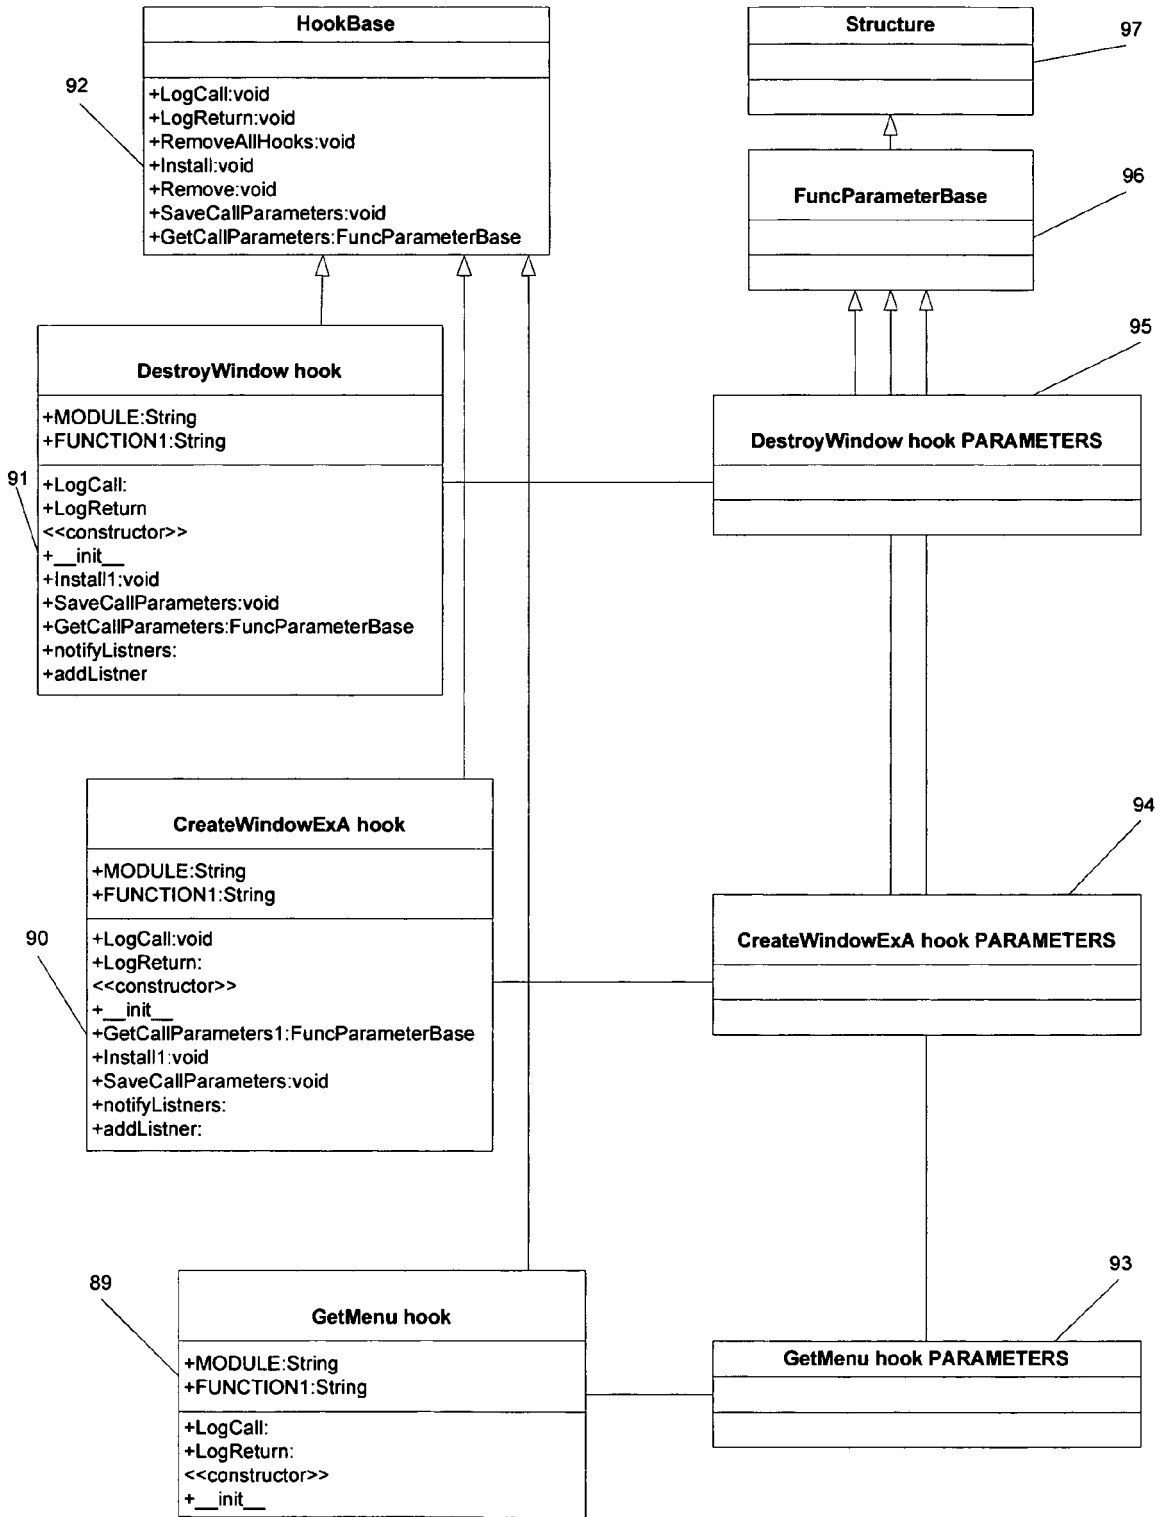 HookBase
92
+LogCall:void
+LogReturn:void
+RemoveAllHooks:void
+Install:void
+Remove:void
+SaveCallParameters:void
+GetCallParameters:FuncParameterBase
Structure
97
FuncParameterBase
96
DestroyWindow hook
91
+MODULE:String
+FUNCTION1:String
+LogCall:
+LogReturn
<<constructor>>
+__init__
+Install1:void
+SaveCallParameters:void
+GetCallParameters:FuncParameterBase
+notifyListners:
+addListner
95
DestroyWindow hook PARAMETERS
CreateWindowExA hook
90
+MODULE:String
+FUNCTION1:String
+LogCall:void
+LogReturn:
<<constructor>>
+__init__
+GetCallParameters1:FuncParameterBase
+Install1:void
+SaveCallParameters:void
+notifyListners:
+addListner:
94
CreateWindowExA hook PARAMETERS
89
GetMenu hook
+MODULE:String
+FUNCTION1:String
+LogCall:
+LogReturn:
<<constructor>>
+__init__
93
GetMenu hook PARAMETERS